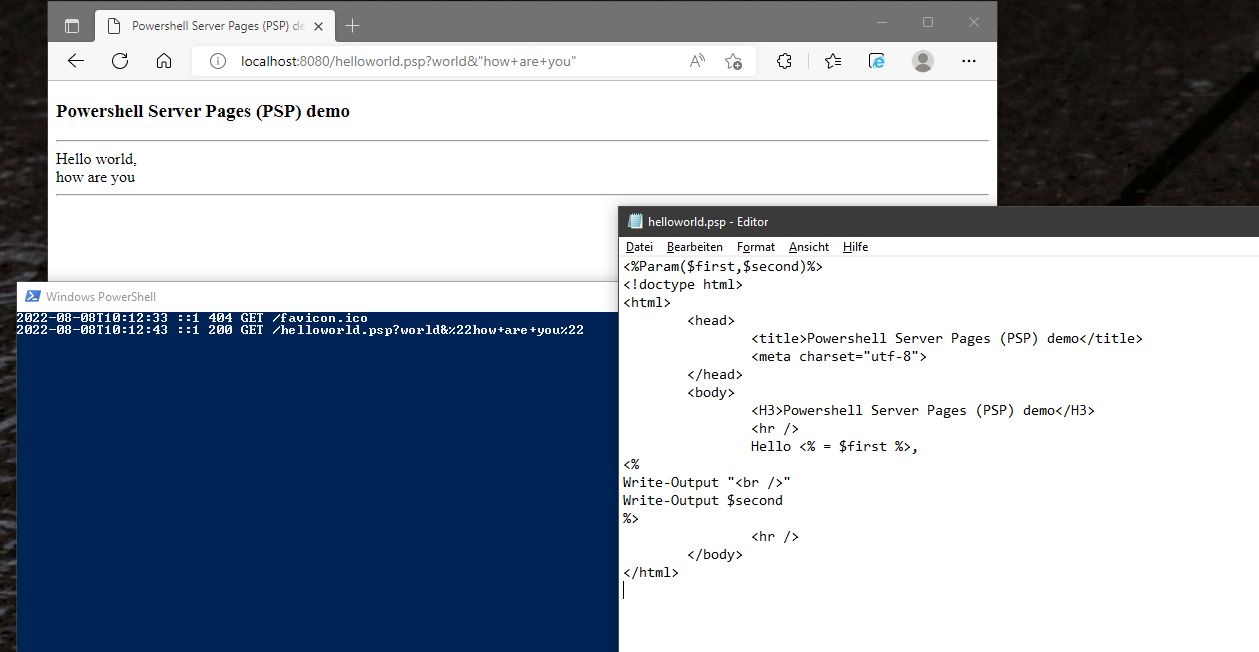 Powershell Server Pages (PSP) de
localhost:8080/helloworld.psp?world&"how+are+you"
Powershell Server Pages (PSP) demo
Hello world,
how are you
Windows PowerShell
2022-08-08T10:12:33 ::1 404 GET /favicon.ico
2022-08-08T10:12:43 ::1 200 GET /helloworld.psp?world&%22how+are+you%22
helloworld.psp - Editor
Datei Bearbeiten Format Ansicht Hilfe
<%Param($first,$second)%>
<!doctype html>
<html>
<head>
<title>Powershell Server Pages (PSP) demo</title>
<meta charset="utf-8">
</head>
<body>
<H3>Powershell Server Pages (PSP) demo</H3>
<hr />
Hello <% = $first %>,
<%
Write-Output "<br />"
Write-Output $second
%>
<hr />
</body>
</html>